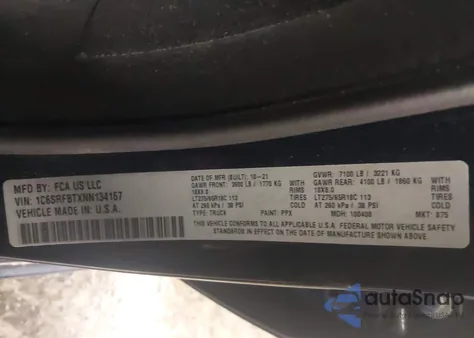 MFD BY: FCA US LLC
DATE OF MFR (BUILT): 10-21
GVWR: 7100 LB / 3221 KG
GAWR FRONT: 3900 LB / 1770 KG
WITH
GAWR REAR: 4100 LB / 1860 KG
WITH
VIN: 1C6SRFBTXNN134157
18X8.0
RIMS
18X8.0
RIMS
VEHICLE MADE IN: U.S.A.
LT275/65R18C 113
TIRES
LT275/65R18C 113
TIRES
AT 260 kPa / 38 PSI
COLD
AT 260 kPa / 38 PSI
COLD
TYPE: TRUCK
PAINT: PPX
MDH: 100408
MKT: B75
THIS VEHICLE CONFORMS TO ALL APPLICABLE U.S.A. FEDERAL MOTOR VEHICLE SAFETY
STANDARDS IN EFFECT ON THE DATE OF MANUFACTURE SHOWN ABOVE.
autoSnap